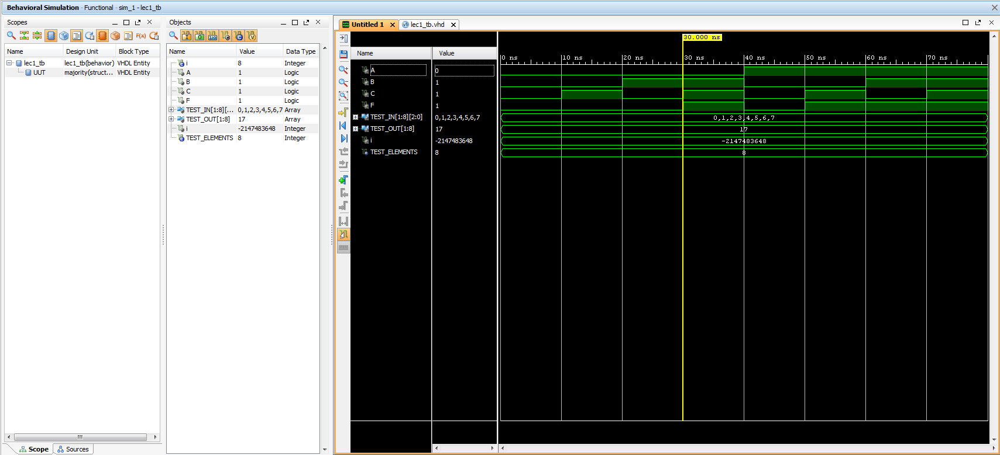 Behavioral Simulation - Functional - sim_1 - lec1_tb
Scopes
Name Design Unit Block Type
lec1_tb lec1_tb(behavior) VHDL Entity
UUT majority(struct... VHDL Entity
Scope Sources
Objects
Name Value Data Type
i 8 Integer
A 1 Logic
B 1 Logic
C 1 Logic
F 1 Logic
TEST_IN[1:8][... 0,1,2,3,4,5,6,7 Array
TEST_OUT[1:8] 17 Array
i -2147483648 Integer
TEST_ELEMENTS 8 Integer
Untitled 1 lec1_tb.vhd
30.000 ns
Name Value
0 ns 10 ns 20 ns 30 ns 40 ns 50 ns 60 ns 70 ns
A 0
B 1
C 1
F 1
TEST_IN[1:8][2:0] 0,1,2,3,4,5,6,7 0,1,2,3,4,5,6,7
TEST_OUT[1:8] 17 17
i -2147483648 -2147483648
TEST_ELEMENTS 8 8